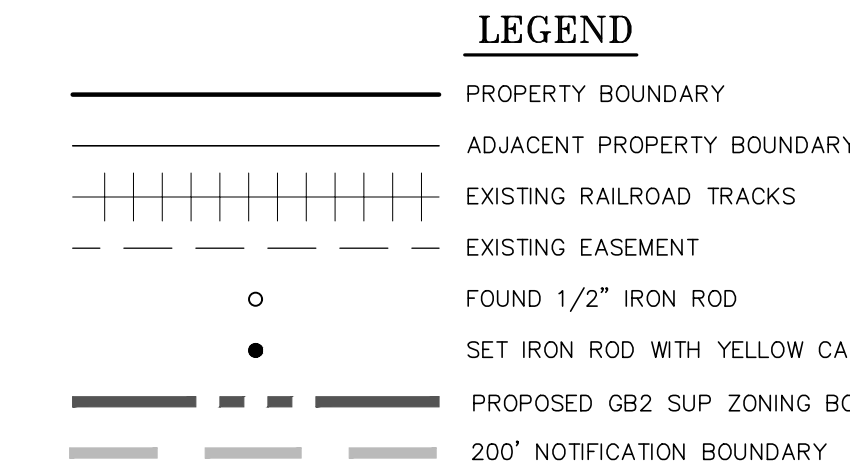 LEGEND
PROPERTY BOUNDARY
ADJACENT PROPERTY BOUNDARY
EXISTING RAILROAD TRACKS
EXISTING EASEMENT
FOUND 1/2” IRON ROD
SET IRON ROD WITH YELLOW CA
PROPOSED GB2 SUP ZONING BO
200’ NOTIFICATION BOUNDARY